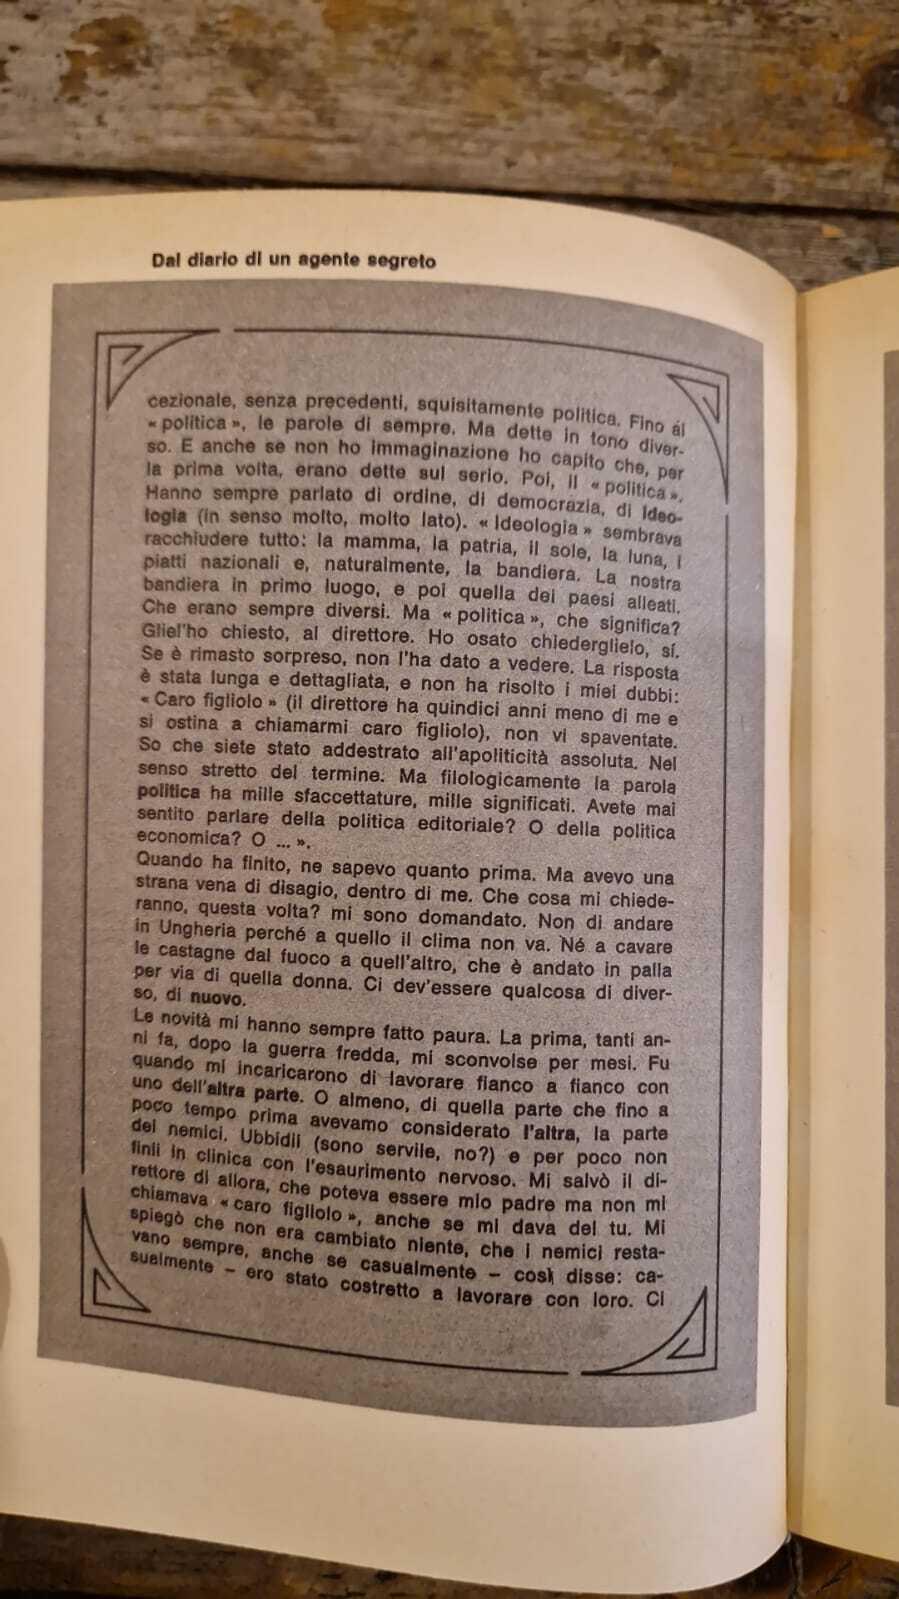 Dal diario di un agente segreto
cezionale, senza precedenti, squisitamente politica. Fino al
« politica », le parole di sempre. Ma dette in tono diver-
so. E anche se non ho immaginazione ho capito che, per
la prima volta, erano dette sul serio. Poi, il « politica ».
Hanno sempre parlato di ordine, di democrazia, di ideo-
logia (in senso molto, molto lato). « Ideologia » sembrava
racchiudere tutto: la mamma, la patria, il sole, la luna, i
piatti nazionali e, naturalmente, la bandiera. La nostra
bandiera in primo luogo, e poi quella dei paesi alleati.
Che erano sempre diversi. Ma « politica », che significa?
Gliel'ho chiesto, al direttore. Ho osato chiederglielo, sí.
Se è rimasto sorpreso, non l'ha dato a vedere. La risposta
è stata lunga e dettagliata, e non ha risolto i miei dubbi:
« Caro figliolo » (il direttore ha quindici anni meno di me e
si ostina a chiamarmi caro figliolo), non vi spaventate.
So che siete stato addestrato all'apoliticità assoluta. Nel
senso stretto del termine. Ma filologicamente la parola
politica ha mille sfaccettature, mille significati. Avete mai
sentito parlare della politica editoriale? O della politica
economica? O ... ».
Quando ha finito, ne sapevo quanto prima. Ma avevo una
strana vena di disagio, dentro di me. Che cosa mi chiede-
ranno, questa volta? mi sono domandato. Non di andare
in Ungheria perché a quello il clima non va. Né a cavare
le castagne dal fuoco a quell'altro, che è andato in palla
per via di quella donna. Ci dev'essere qualcosa di diver-
so, di nuovo.
Le novità mi hanno sempre fatto paura. La prima, tanti an-
ni fa, dopo la guerra fredda, mi sconvolse per mesi. Fu
quando mi incaricarono di lavorare fianco a fianco con
uno dell'altra parte. O almeno, di quella parte che fino a
poco tempo prima avevamo considerato l'altra, la parte
dei nemici. Ubbidii (sono servile, no?) e per poco non
finii in clinica con l'esaurimento nervoso. Mi salvò il di-
rettore di allora, che poteva essere mio padre ma non mi
chiamava « caro figliolo », anche se mi dava del tu. Mi
spiegò che non era cambiato niente, che i nemici resta-
vano sempre, anche se casualmente – così disse: ca-
sualmente – ero stato costretto a lavorare con loro. Ci